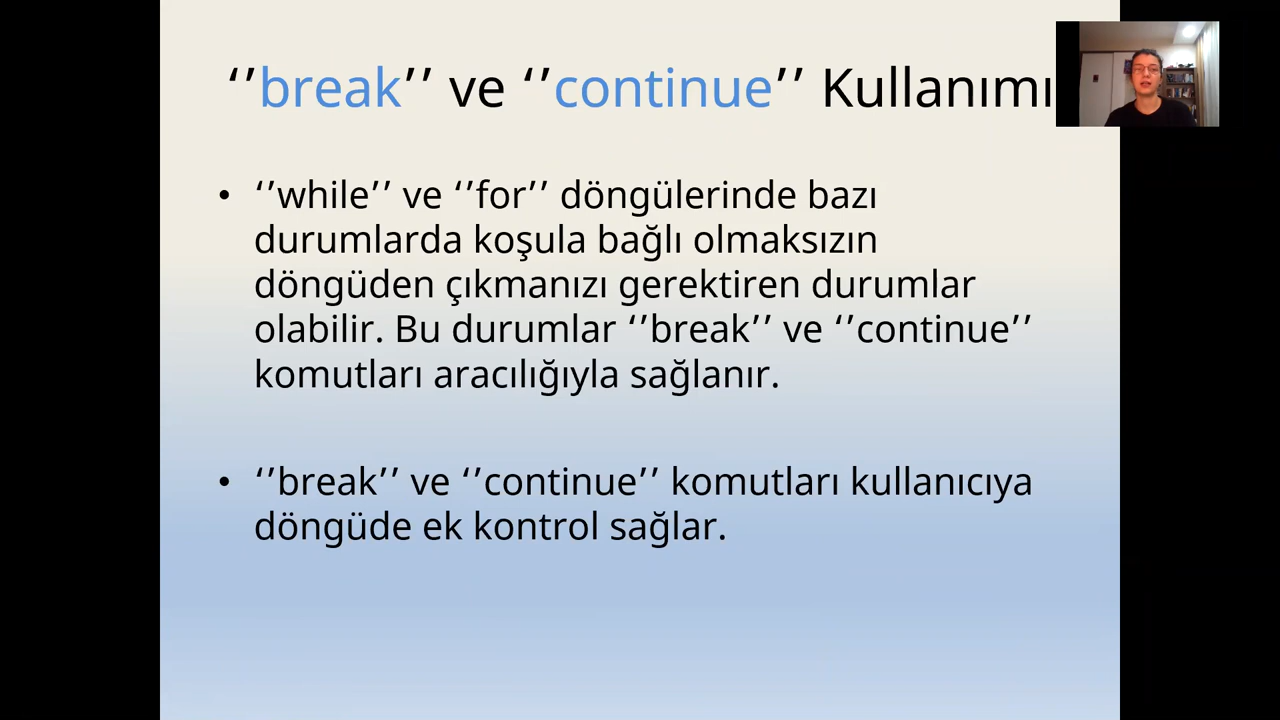 ‘’break’’ ve ‘’continue’’ Kullanımı
• ‘’while’’ ve ‘’for’’ döngülerinde bazı
durumlarda koşula bağlı olmaksızın
döngüden çıkmanızı gerektiren durumlar
olabilir. Bu durumlar ‘’break’’ ve ‘’continue’’
komutları aracılığıyla sağlanır.
• ‘’break’’ ve ‘’continue’’ komutları kullanıcıya
döngüde ek kontrol sağlar.